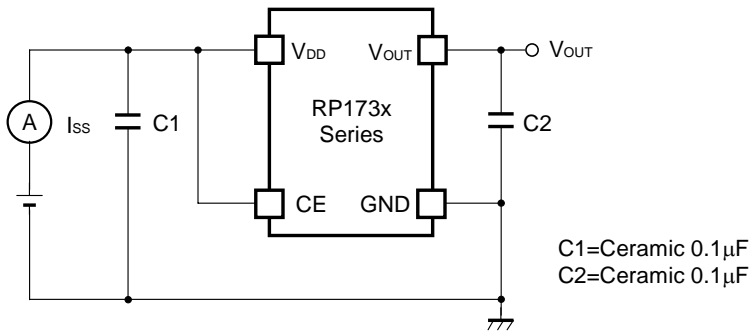 VDD
VOUT
VOUT
RP173x
Series
A
ISS
C1
C2
CE
GND
C1=Ceramic 0.1μF
C2=Ceramic 0.1μF